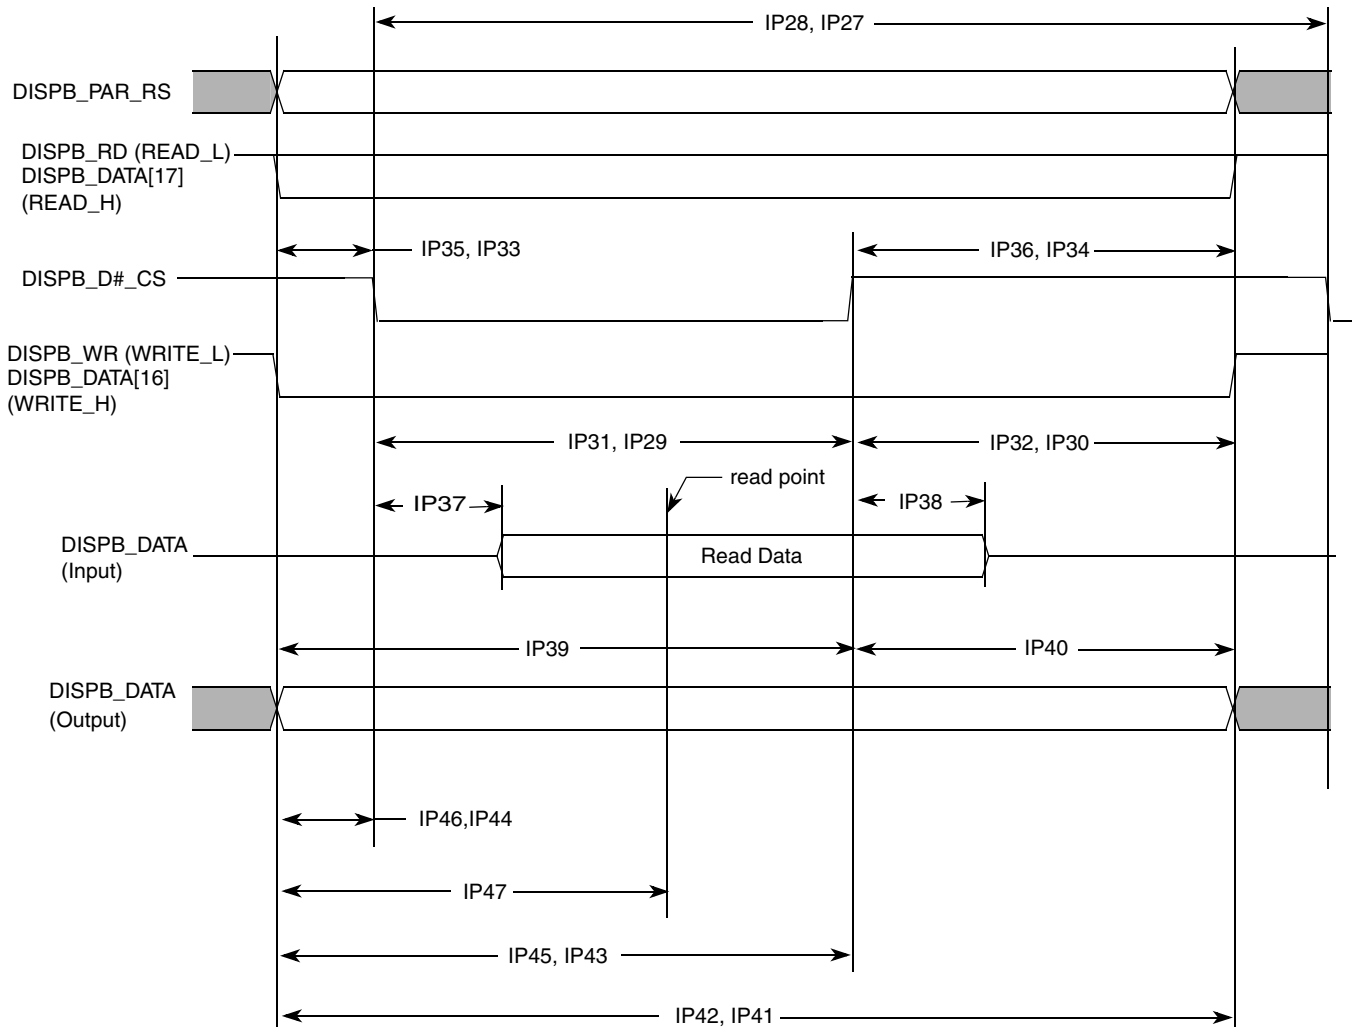 IP28, IP27
DISPB_PAR_RS
DISPB_RD (READ_L)
DISPB_DATA[17]
(READ_H)
IP35, IP33
IP36, IP34
DISPB_D#_CS
DISPB_WR (WRITE_L)
DISPB_DATA[16]
(WRITE_H)
IP31, IP29
IP32, IP30
read point
IP37
IP38
DISPB_DATA
(Input)
Read Data
IP39
IP40
DISPB_DATA
(Output)
IP46,IP44
IP47
IP45, IP43
IP42, IP41